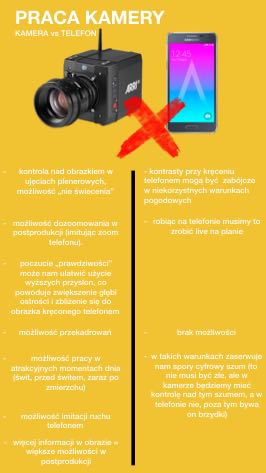 PRACA KAMERY
KAMERA vs TELEFON
ARRI
12:45
- kontrola nad obrazkiem w
ujęciach plenerowych,
możliwość „nie świecenia”
- możliwość dozoomowania w
postprodukcji (imitując zoom
telefonu).
- poczucie „prawdziwości”
może nam ułatwić użycie
wyższych przysłon, co
powoduje zwiększenie głębi
ostrości i zbliżenie się do
obrazka kręconego telefonem
- możliwość przekadrowań
- możliwość pracy w
atrakcyjnych momentach dnia
(świt, przed świtem, zaraz po
zmierzchu)
- możliwość imitacji ruchu
telefonem
- więcej informacji w obrazie =
większe możliwości w
postprodukcji
- kontrasty przy kręceniu
telefonem mogą być zabójcze
w niekorzystnych warunkach
pogodowych
- robiąc na telefonie musimy to
zrobić live na planie
- brak możliwości
- w takich warunkach zaserwuje
nam spory cyfrowy szum (to
nie musi być złe, ale w
kamerze będziemy mieć
kontrolę nad tym szumem, a w
telefonie nie, poza tym bywa
on brzydki)